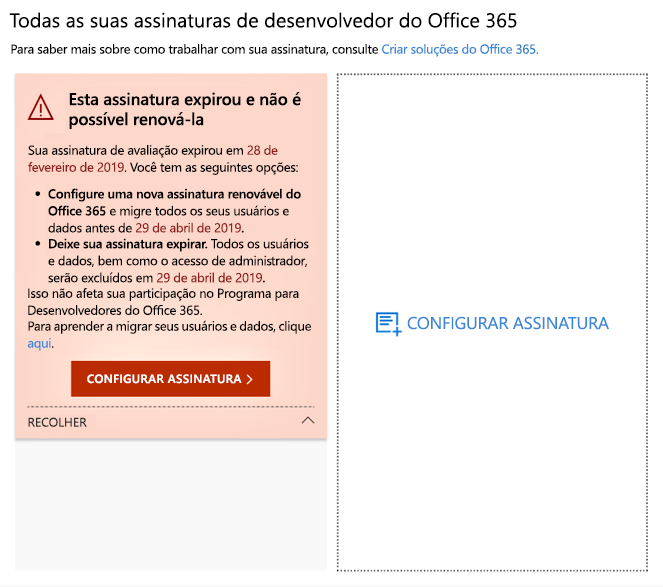 Todas as suas assinaturas de desenvolvedor do Office 365
Para saber mais sobre como trabalhar com sua assinatura, consulte Criar soluções do Office 365.
Esta assinatura expirou e não é
possível renová-la
Sua assinatura de avaliação expirou em 28 de
fevereiro de 2019. Você tem as seguintes opções:
• Configure uma nova assinatura renovável do
Office 365 e migre todos os seus usuários e
dados antes de 29 de abril de 2019.
• Deixe sua assinatura expirar. Todos os usuários
e dados, bem como o acesso de administrador,
serão excluídos em 29 de abril de 2019.
Isso não afeta sua participação no Programa para
Desenvolvedores do Office 365.
Para aprender a migrar seus usuários e dados, clique
aqui.
CONFIGURAR ASSINATURA
RECOLHER
CONFIGURAR ASSINATURA